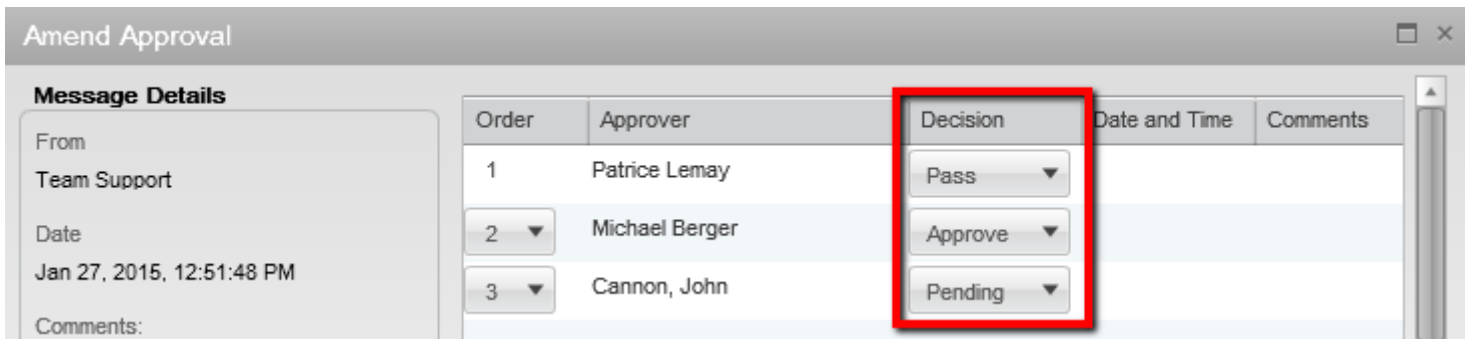 Amend Approval
Message Details
From
Team Support
Date
Jan 27, 2015, 12:51:48 PM
Comments:
Order Approver Decision Date and Time Comments
1 Patrice Lemay Pass
2 Michael Berger Approve
3 Cannon, John Pending